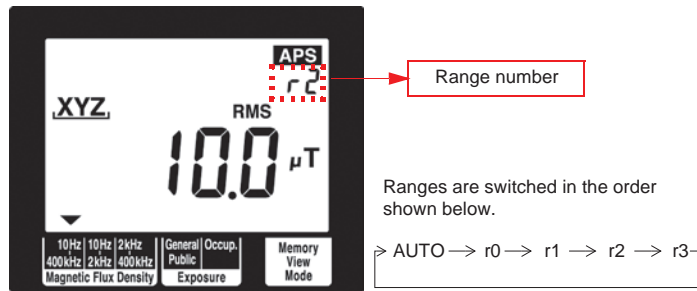 APS
r2
Range number
XYZ
RMS
10.0 μT
Ranges are switched in the order
shown below.
AUTO → r0 → r1 → r2 → r3
10Hz 10Hz 2kHz
400kHz 2kHz 400kHz
Magnetic Flux Density
General Occup.
Public
Exposure
Memory
View
Mode